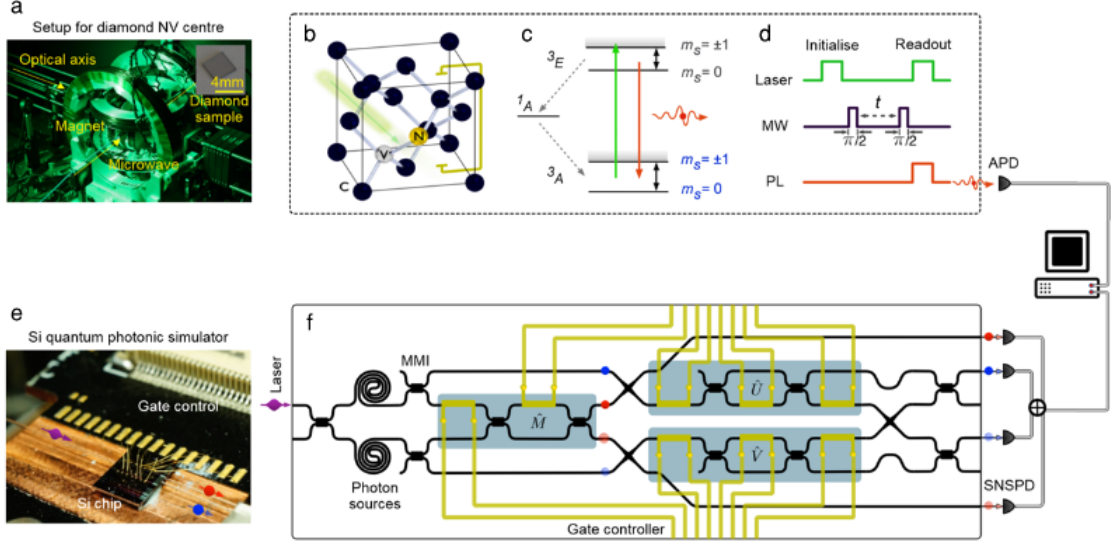 a
Setup for diamond NV centre
Optical axis
4mm
Diamond
sample
Magnet
Microwave
b
N
V
C
c
³E
mₛ= ±1
mₛ= 0
¹A
³A
mₛ= ±1
mₛ= 0
d
Initialise
Readout
Laser
t
MW
π/2
π/2
PL
APD
e
Si quantum photonic simulator
Gate control
Si chip
f
Laser
MMI
M̂
Û
V̂
Photon
sources
SNSPD
Gate controller